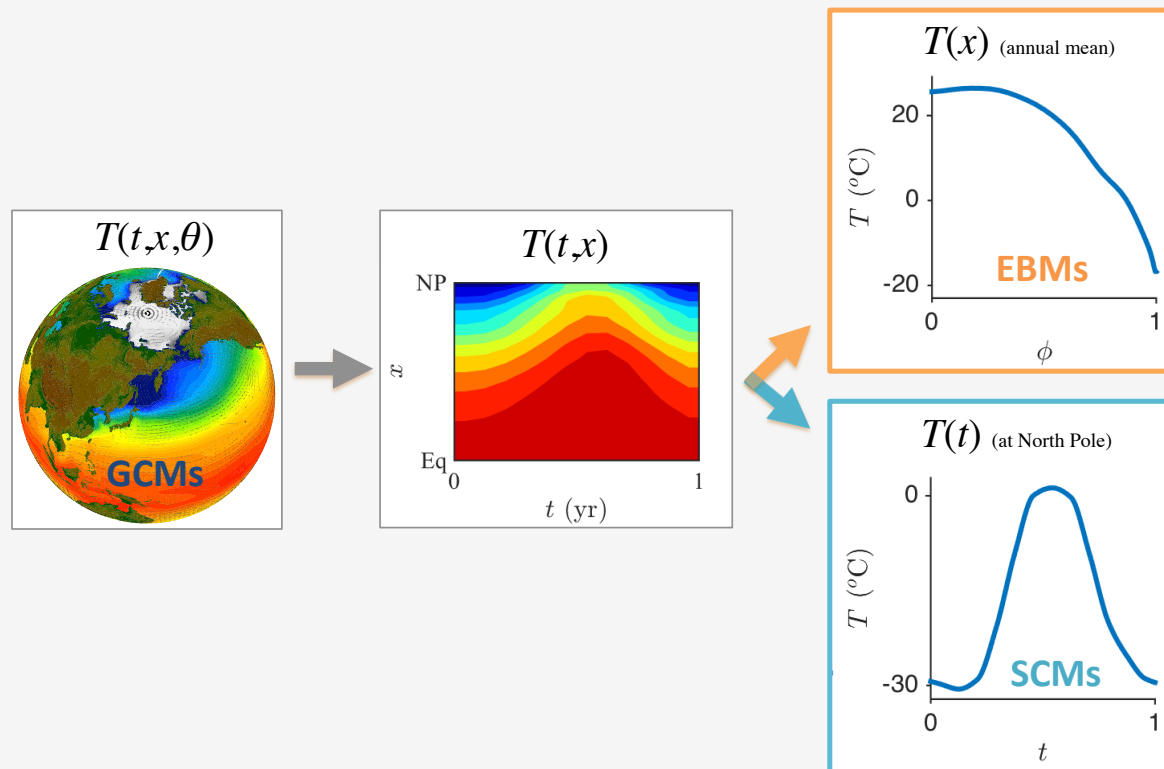 T(t,x,θ)
GCMs
T(t,x)
NP
x
Eq
0
1
t (yr)
T(x) (annual mean)
20
0
-20
T (°C)
EBMs
0
1
ϕ
T(t) (at North Pole)
0
T (°C)
-30
SCMs
0
1
t